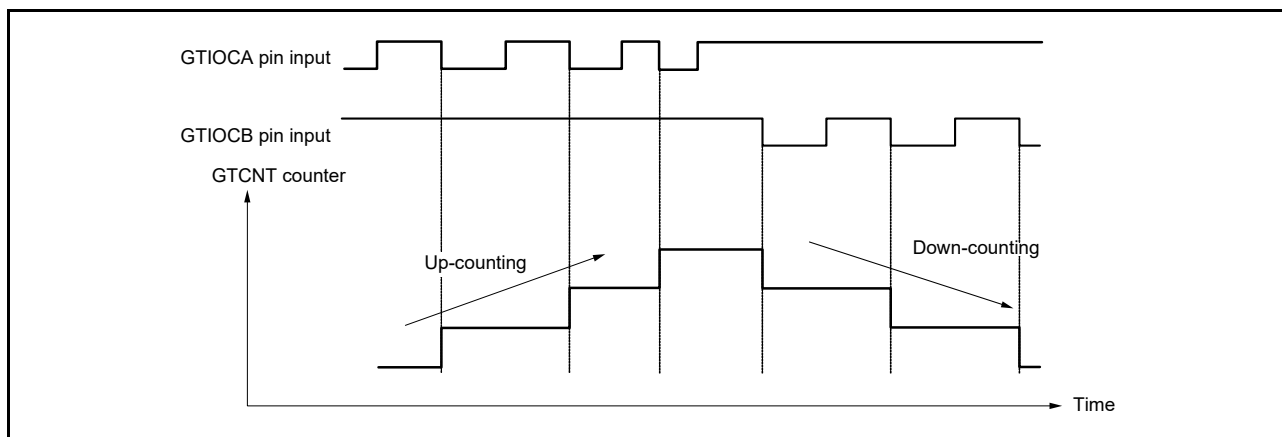 GTIOCA pin input
GTIOCB pin input
GTCNT counter
Up-counting
Down-counting
Time